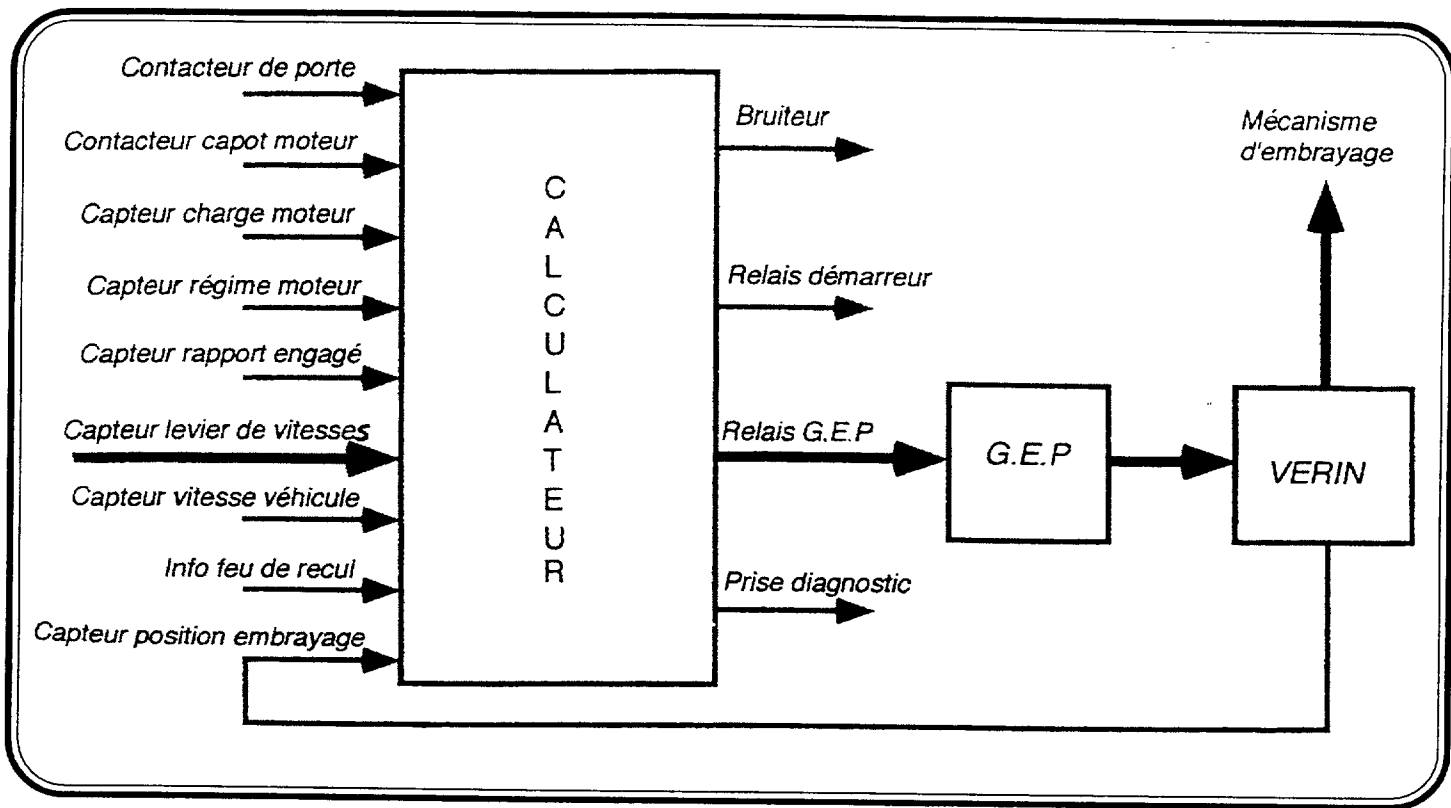 Contacteur de porte
Contacteur capot moteur
Capteur charge moteur
Capteur régime moteur
Capteur rapport engagé
Capteur levier de vitesses
Capteur vitesse véhicule
Info feu de recul
Capteur position embrayage
CALCULATEUR
Bruiteur
Relais démarreur
Relais G.E.P
Prise diagnostic
G.E.P
VERIN
Mécanisme
d'embrayage